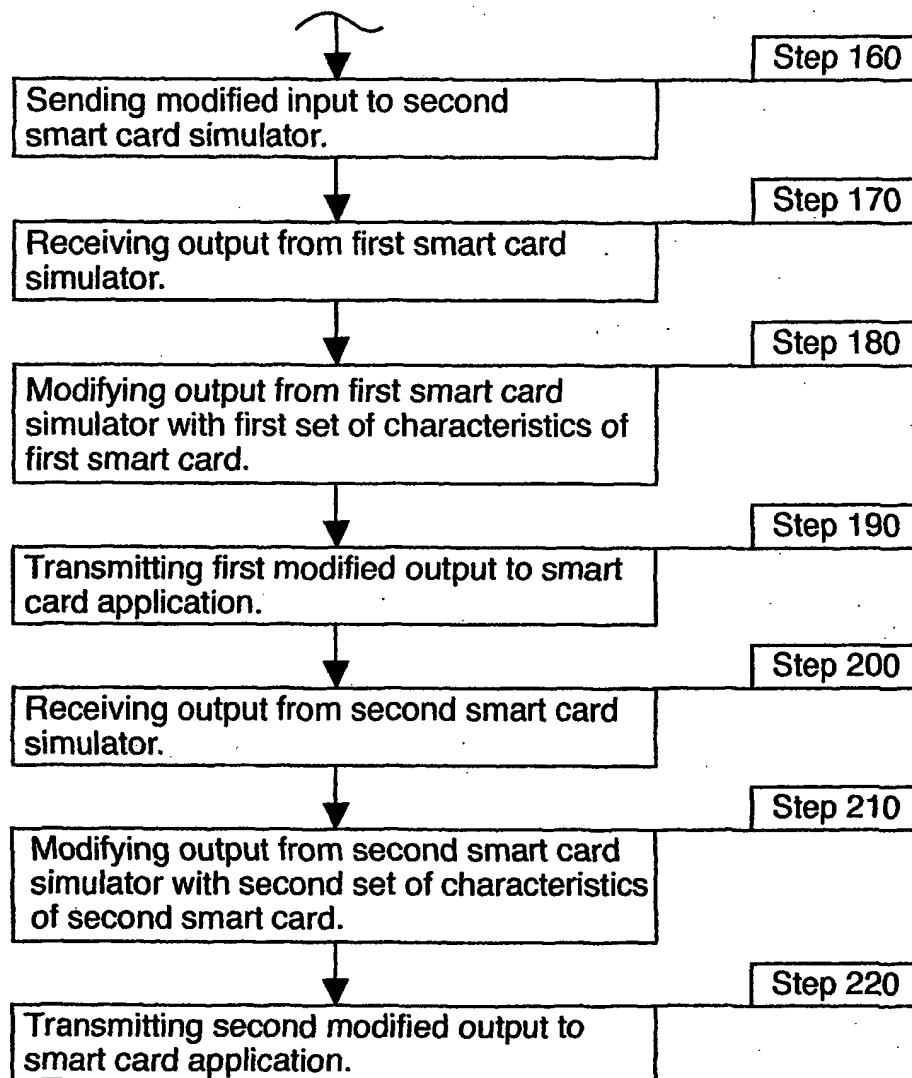 Step 160
Sending modified input to second
smart card simulator.
Step 170
Receiving output from first smart card
simulator.
Step 180
Modifying output from first smart card
simulator with first set of characteristics of
first smart card.
Step 190
Transmitting first modified output to smart
card application.
Step 200
Receiving output from second smart card
simulator.
Step 210
Modifying output from second smart card
simulator with second set of characteristics
of second smart card.
Step 220
Transmitting second modified output to
smart card application.